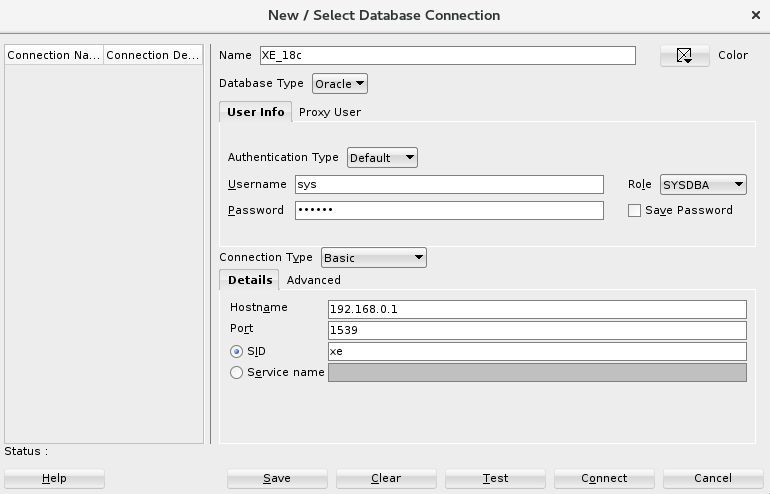 New / Select Database Connection ×
Connection Na... Connection De...
Name XE_18c Color
Database Type Oracle
User Info Proxy User
Authentication Type Default
Username sys Role SYSDBA
Password •••••• Save Password
Connection Type Basic
Details Advanced
Hostname 192.168.0.1
Port 1539
SID xe
Service name
Status :
Help Save Clear Test Connect Cancel